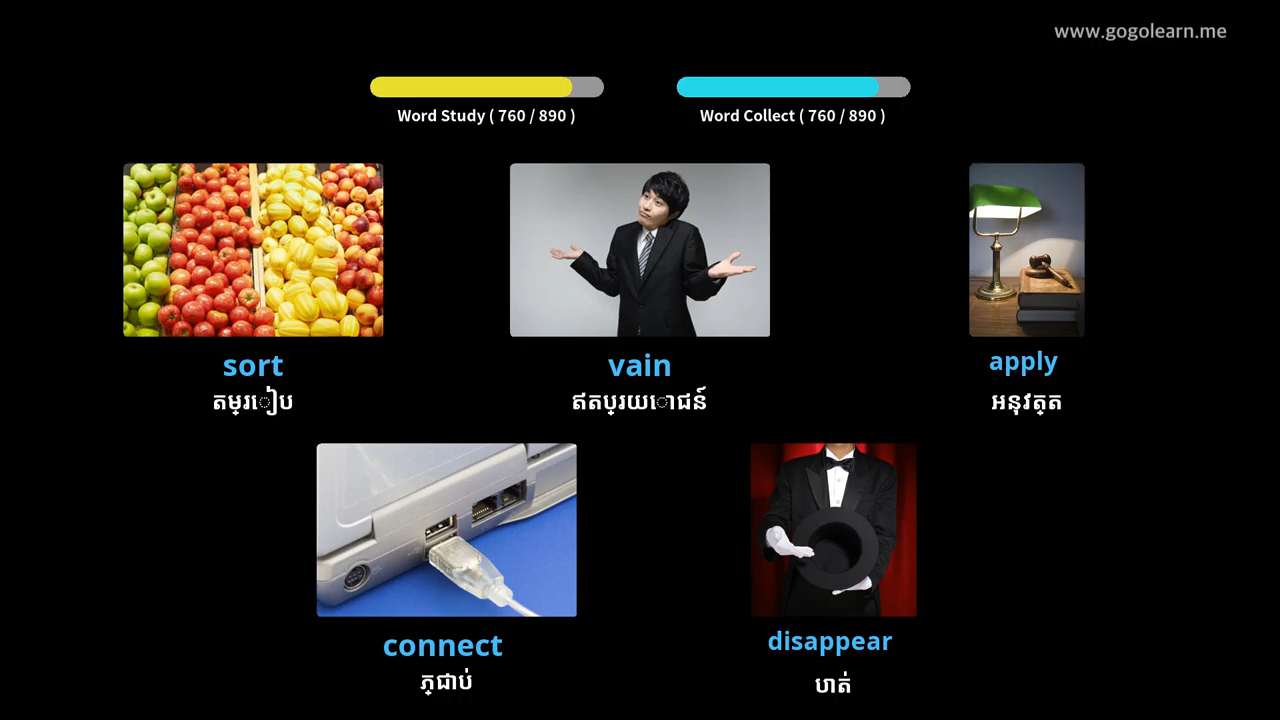 www.gogolearn.me
Word Study ( 760 / 890 )
Word Collect ( 760 / 890 )
sort
តម្រៀប
vain
ឥតប្រយោជន៍
apply
អនុវត្ត
connect
ភ្ជាប់
disappear
បាត់